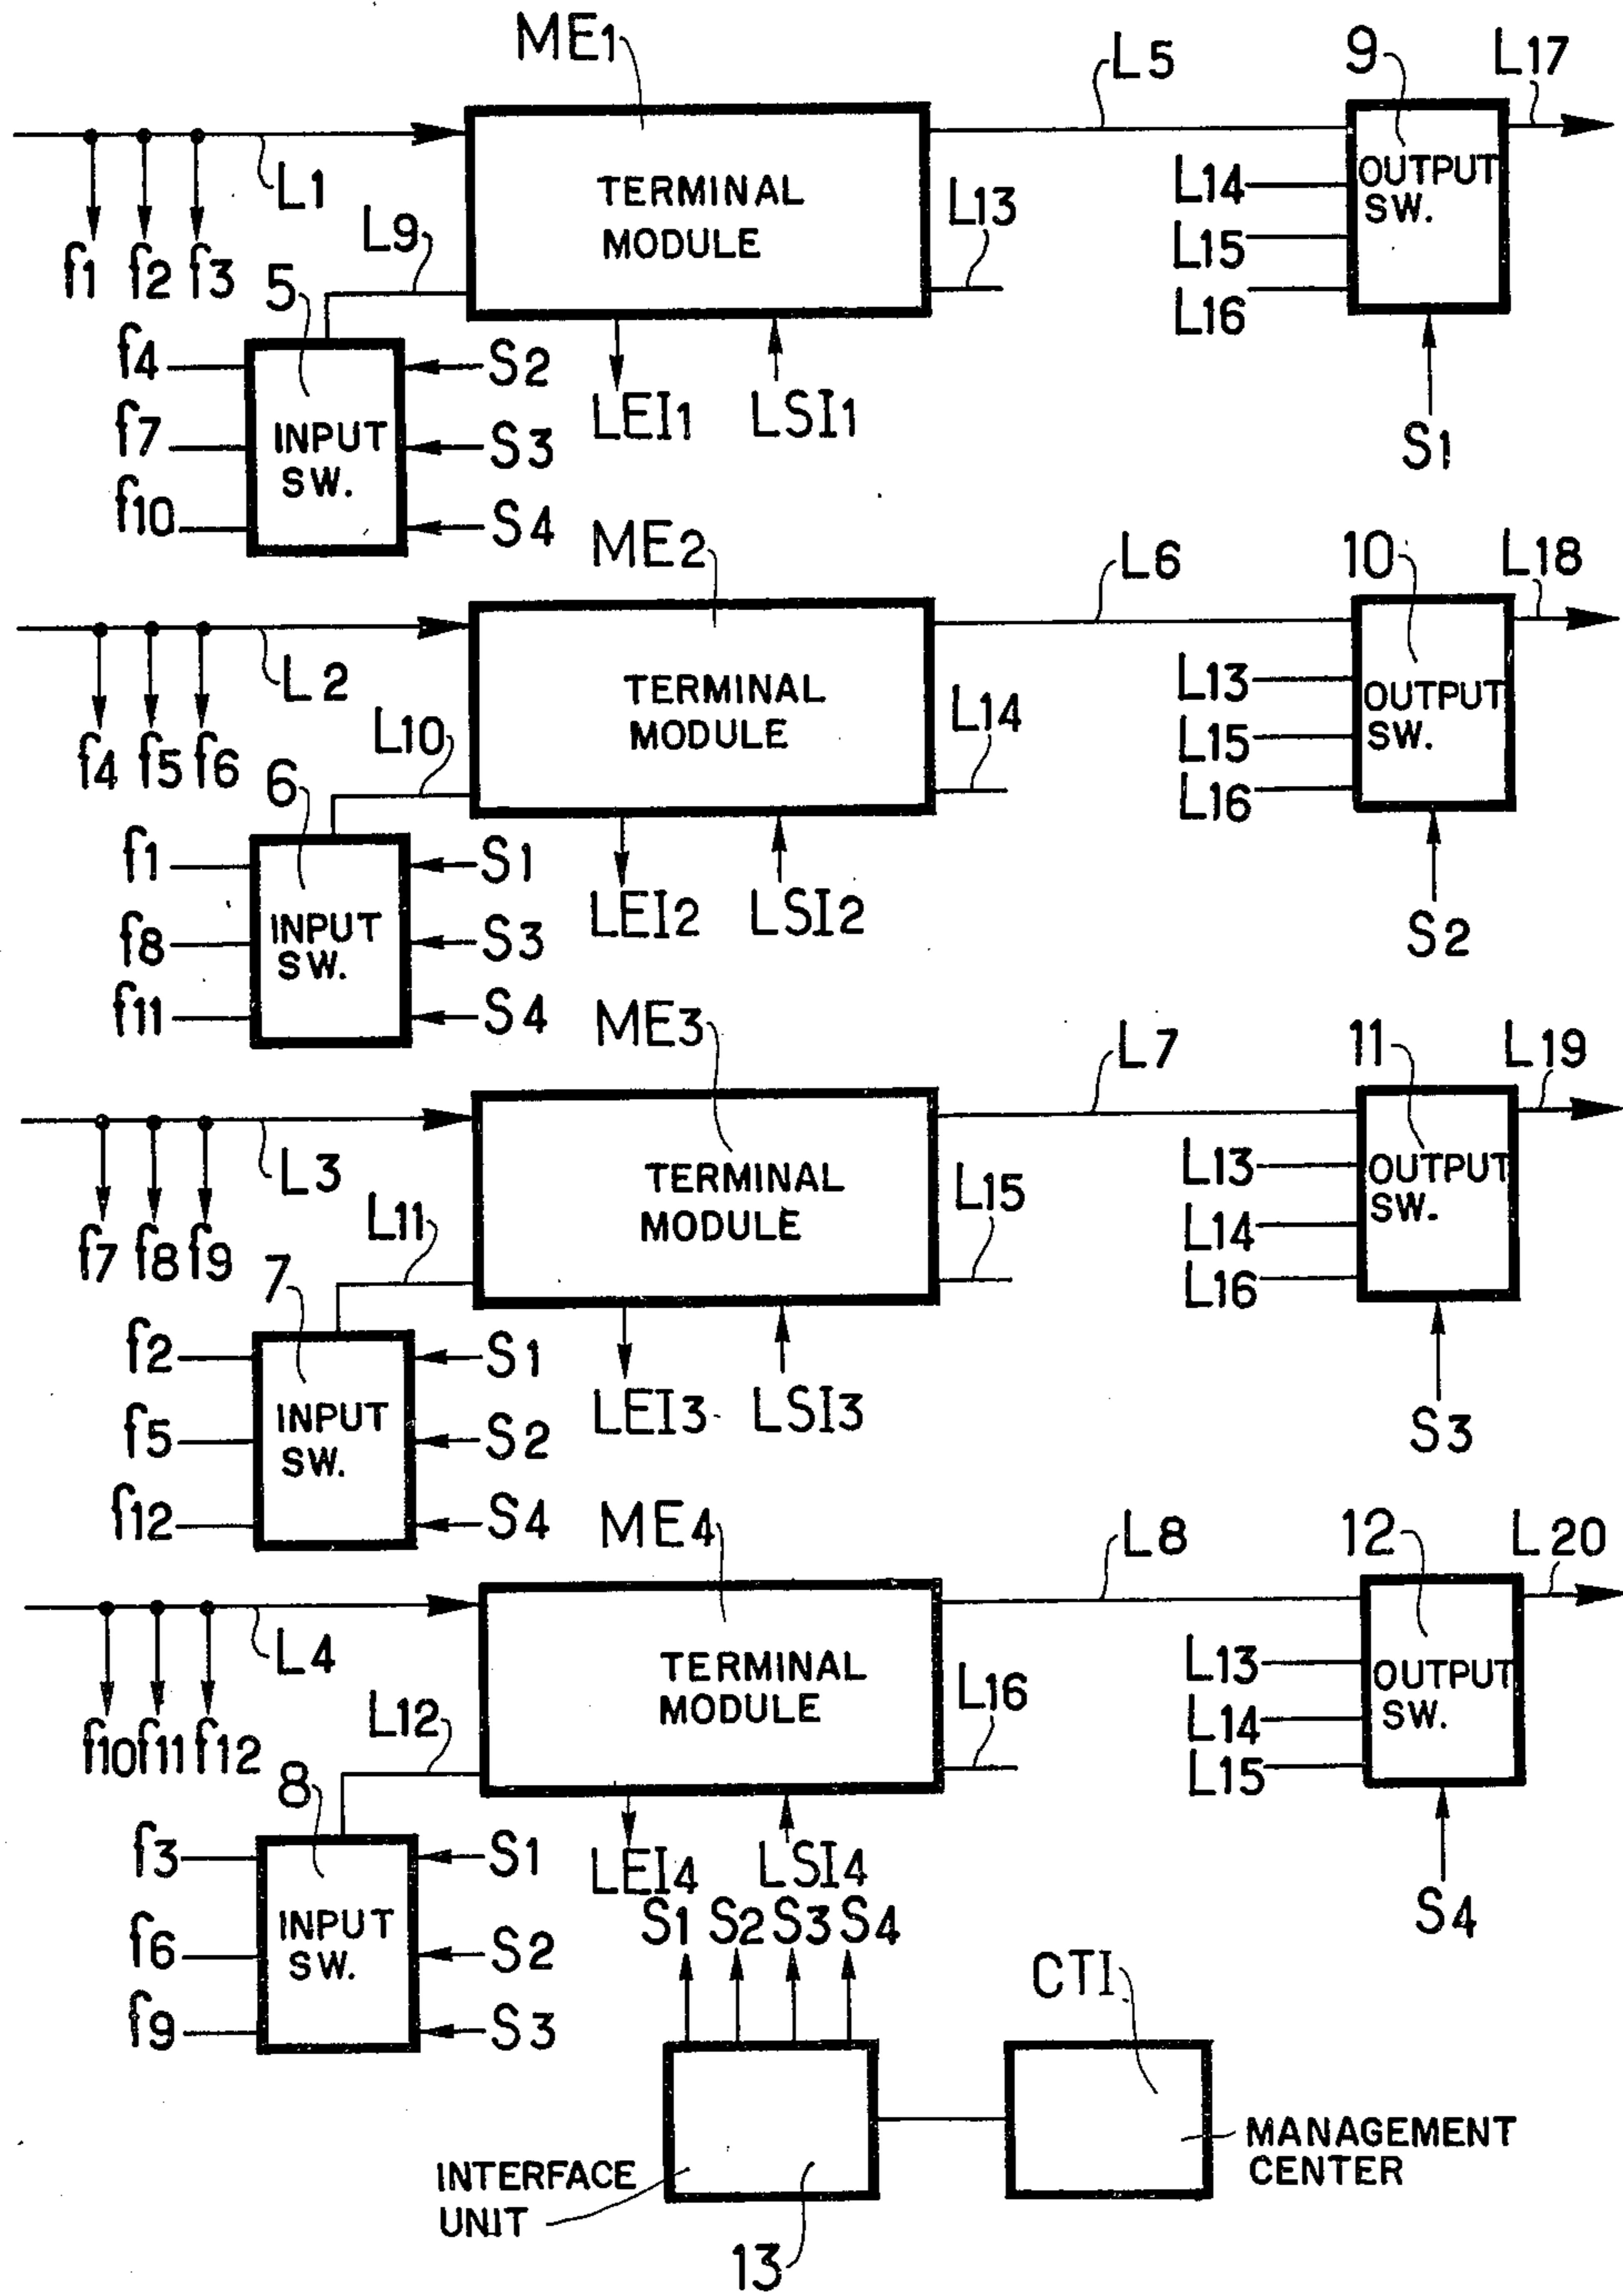 ME1
L5
9
L17
L1
TERMINAL
MODULE
L13
L14
OUTPUT
SW.
L15
L16
f1 f2 f3
L9
5
f4
f7
f10
INPUT
SW.
S2
S3
S4
LEI1
LSI1
S1
ME2
L6
10
L18
L2
TERMINAL
MODULE
L14
L13
OUTPUT
SW.
L15
L16
f4 f5 f6
L10
6
f1
f8
f11
INPUT
SW.
S1
S3
S4
LEI2
LSI2
S2
ME3
L7
11
L19
L3
TERMINAL
MODULE
L15
L13
OUTPUT
SW.
L14
L16
f7 f8 f9
L11
7
f2
f5
f12
INPUT
SW.
S1
S2
S4
LEI3
LSI3
S3
ME4
L8
12
L20
L4
TERMINAL
MODULE
L16
L13
OUTPUT
SW.
L14
L15
f10 f11 f12
L12
8
f3
f6
f9
INPUT
SW.
S1
S2
S3
LEI4
LSI4
S4
S1 S2 S3 S4
CTI
INTERFACE
UNIT
13
MANAGEMENT
CENTER